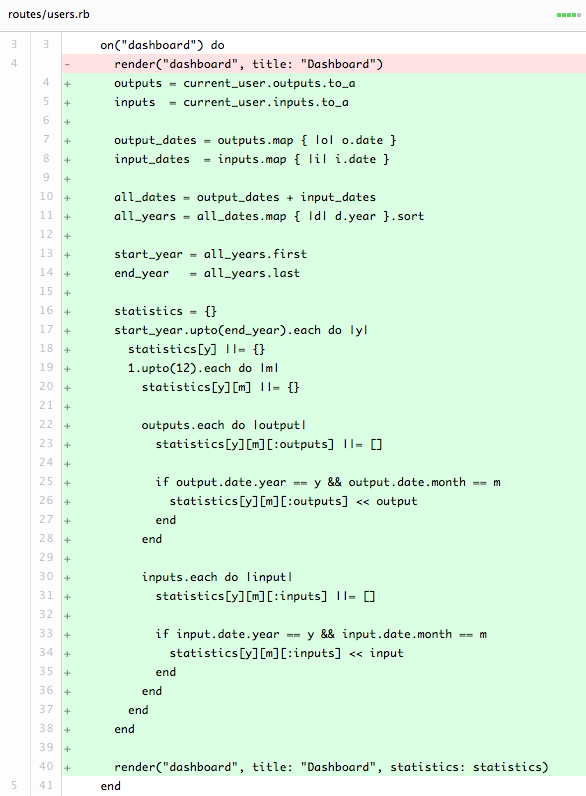 routes/users.rb
3 3 on("dashboard") do
4 - render("dashboard", title: "Dashboard")
4 + outputs = current_user.outputs.to_a
5 + inputs  = current_user.inputs.to_a
6 +
7 + output_dates = outputs.map { |o| o.date }
8 + input_dates  = inputs.map { |i| i.date }
9 +
10 + all_dates = output_dates + input_dates
11 + all_years = all_dates.map { |d| d.year }.sort
12 +
13 + start_year = all_years.first
14 + end_year   = all_years.last
15 +
16 + statistics = {}
17 + start_year.upto(end_year).each do |y|
18 + statistics[y] ||= {}
19 + 1.upto(12).each do |m|
20 + statistics[y][m] ||= {}
21 +
22 + outputs.each do |output|
23 + statistics[y][m][:outputs] ||= []
24 +
25 + if output.date.year == y && output.date.month == m
26 + statistics[y][m][:outputs] << output
27 + end
28 + end
29 +
30 + inputs.each do |input|
31 + statistics[y][m][:inputs] ||= []
32 +
33 + if input.date.year == y && input.date.month == m
34 + statistics[y][m][:inputs] << input
35 + end
36 + end
37 + end
38 + end
39 +
40 + render("dashboard", title: "Dashboard", statistics: statistics)
5 41 end